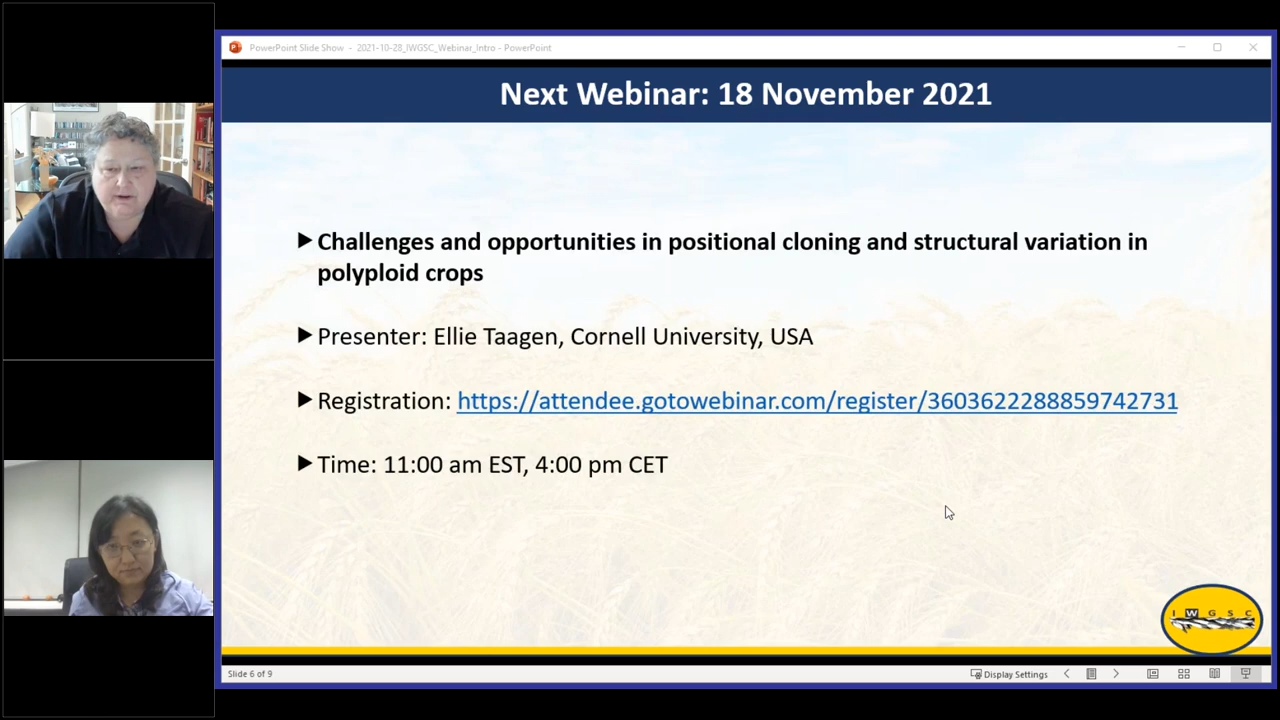 PowerPoint Slide Show - 2021-10-28_IWGSC_Webinar_Intro - PowerPoint
Next Webinar: 18 November 2021
Challenges and opportunities in positional cloning and structural variation in
polyploid crops
Presenter: Ellie Taagen, Cornell University, USA
Registration: https://attendee.gotowebinar.com/register/3603622288859742731
Time: 11:00 am EST, 4:00 pm CET
I W G S C
Slide 6 of 9
Display Settings